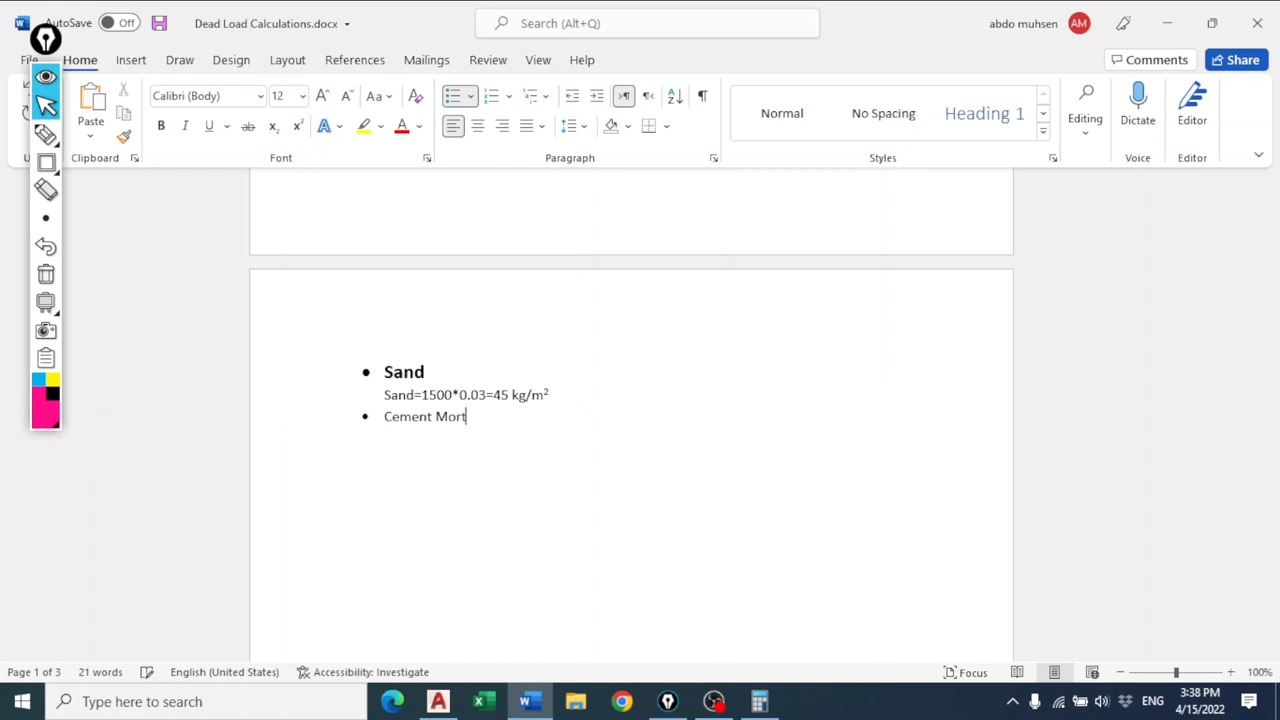 AutoSave Off Dead Load Calculations.docx Search (Alt+Q) abdo muhsen AM
File Home Insert Draw Design Layout References Mailings Review View Help Comments Share
Calibri (Body) 12 Aa Normal No Spacing Heading 1
Paste B I U ab x₂ x² A A Editing Dictate Editor
Clipboard Font Paragraph Styles Voice Editor
• Sand
Sand=1500*0.03=45 kg/m²
• Cement Mort
Page 1 of 3 21 words English (United States) Accessibility: Investigate Focus 100%
Type here to search ENG 3:38 PM
4/15/2022